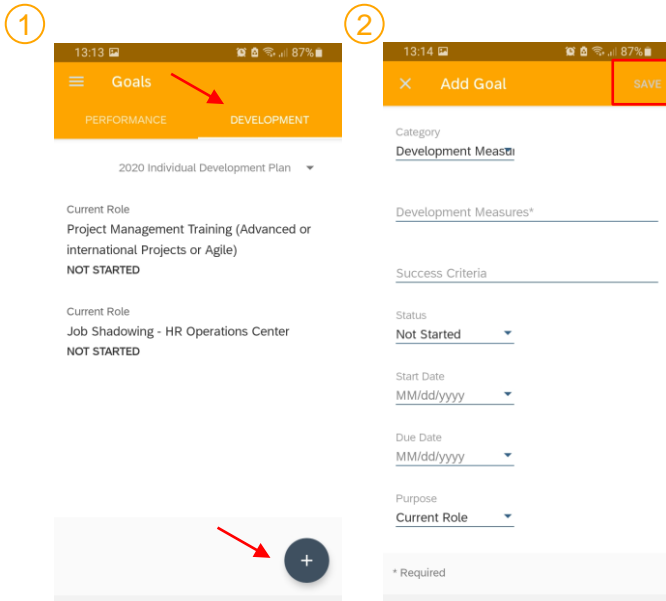 1
13:13 87%
Goals
PERFORMANCE DEVELOPMENT
2020 Individual Development Plan
Current Role
Project Management Training (Advanced or
international Projects or Agile)
NOT STARTED
Current Role
Job Shadowing - HR Operations Center
NOT STARTED
+
2
13:14 87%
× Add Goal SAVE
Category
Development Measur
Development Measures*
Success Criteria
Status
Not Started
Start Date
MM/dd/yyyy
Due Date
MM/dd/yyyy
Purpose
Current Role
* Required